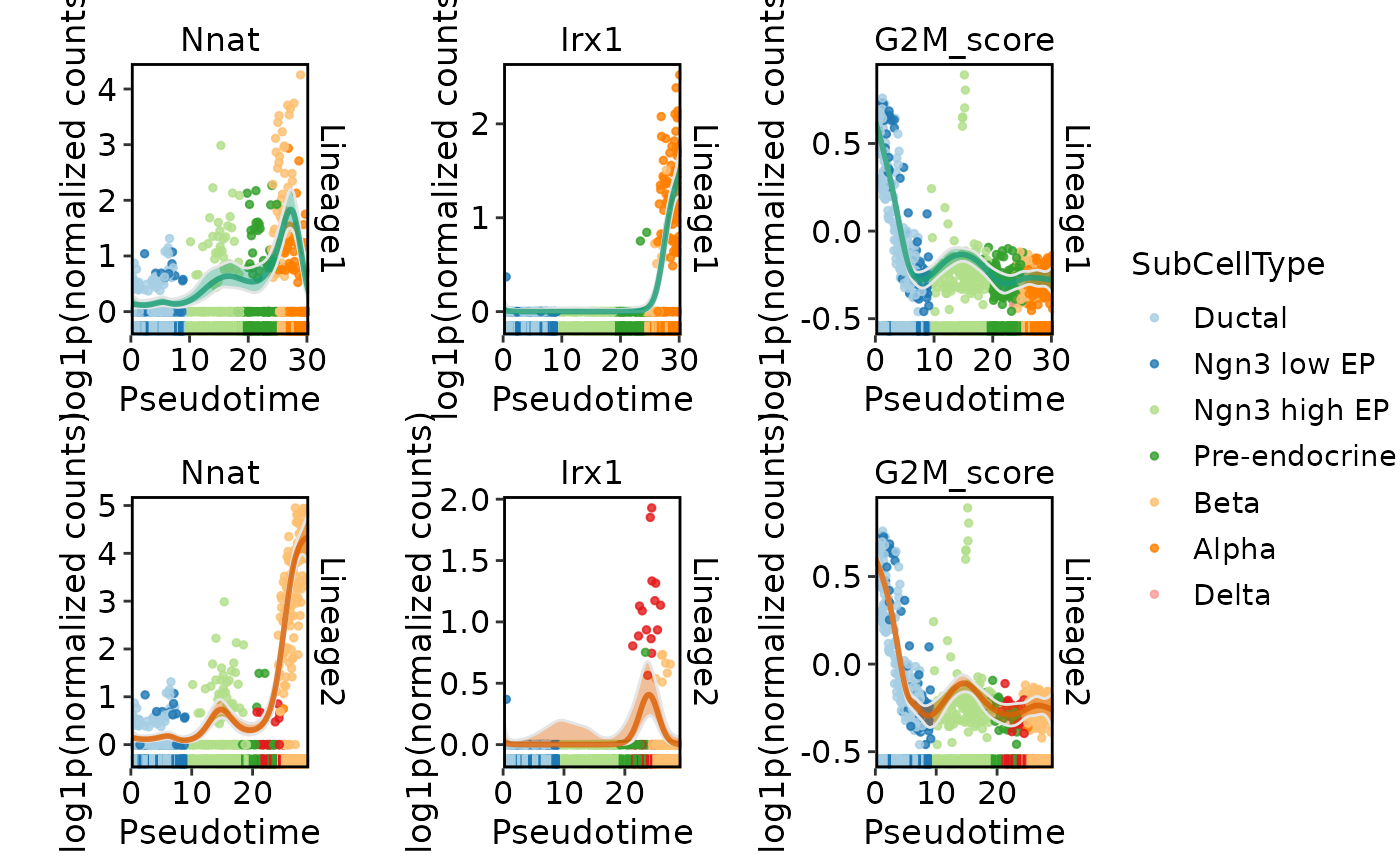 Nnat
Irx1
G2M_score
log1p(normalized counts)
4
3
2
1
0
Lineage1
0 10 20 30
Pseudotime
log1p(normalized counts)
2
1
0
Lineage1
0 10 20 30
Pseudotime
log1p(normalized counts)
0.5
0.0
-0.5
Lineage1
0 10 20 30
Pseudotime
Nnat
Irx1
G2M_score
log1p(normalized counts)
5
4
3
2
1
0
Lineage2
0 10 20
Pseudotime
log1p(normalized counts)
2.0
1.5
1.0
0.5
0.0
Lineage2
0 10 20
Pseudotime
log1p(normalized counts)
0.5
0.0
-0.5
Lineage2
0 10 20
Pseudotime
SubCellType
Ductal
Ngn3 low EP
Ngn3 high EP
Pre-endocrine
Beta
Alpha
Delta